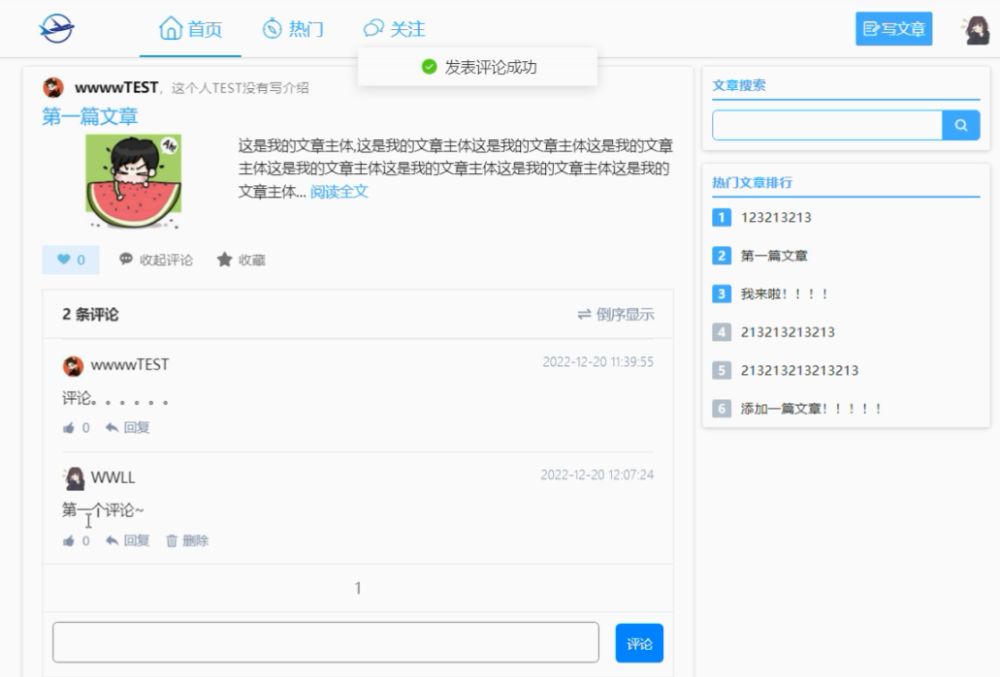 首页
热门
关注
写文章
发表评论成功
wwwwTEST，这个人TEST没有写介绍
第一篇文章
Ah!
这是我的文章主体,这是我的文章主体这是我的文章主体这是我的文章
主体这是我的文章主体这是我的文章主体这是我的文章主体这是我的
文章主体... 阅读全文
0
收起评论
收藏
2 条评论
倒序显示
wwwwTEST
2022-12-20 11:39:55
评论。。。。。。
0
回复
WWLL
2022-12-20 12:07:24
第一个评论~
0
回复
删除
1
评论
文章搜索
热门文章排行
1 123213213
2 第一篇文章
3 我来啦！！！！
4 213213213213
5 213213213213213
6 添加一篇文章！！！！！